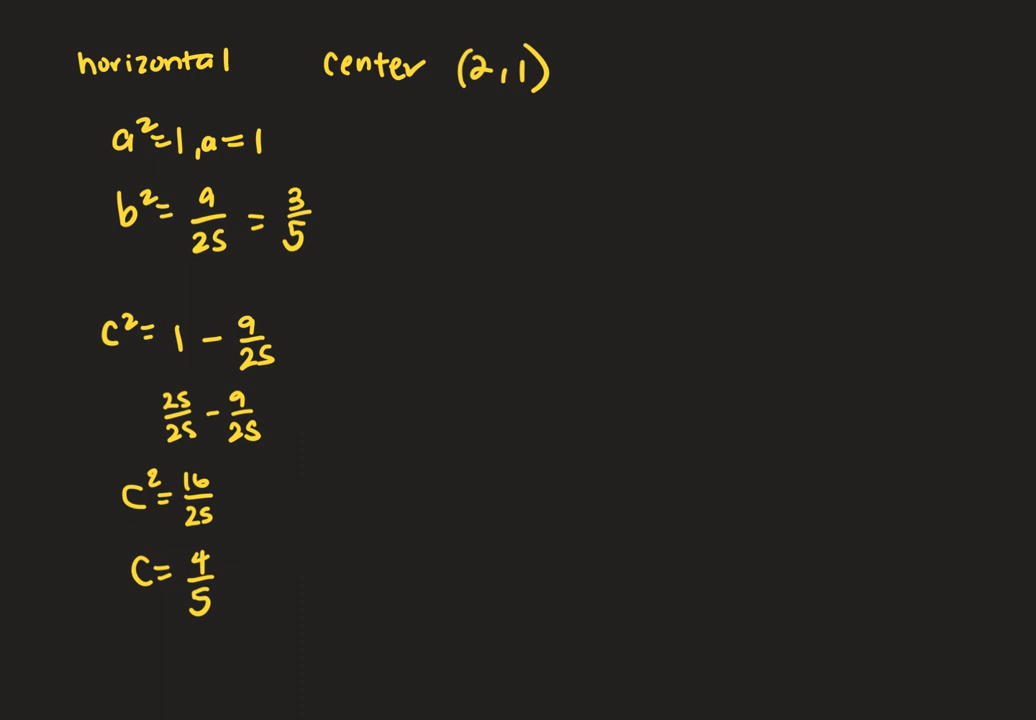 horizontal center (2,1)
a²=1, a=1
b²= 9/25 = 3/5
c²= 1 - 9/25
25/25 - 9/25
c²= 16/25
c= 4/5